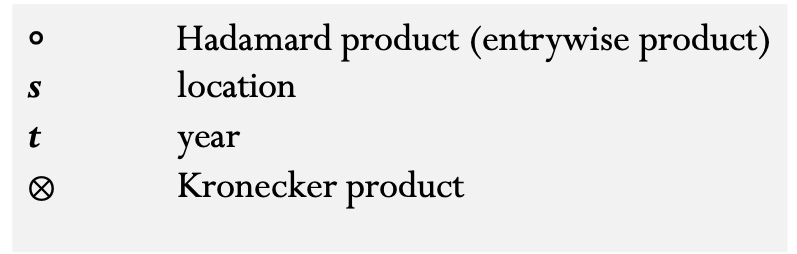 ∘ Hadamard product (entrywise product)
s location
t year
⊗ Kronecker product